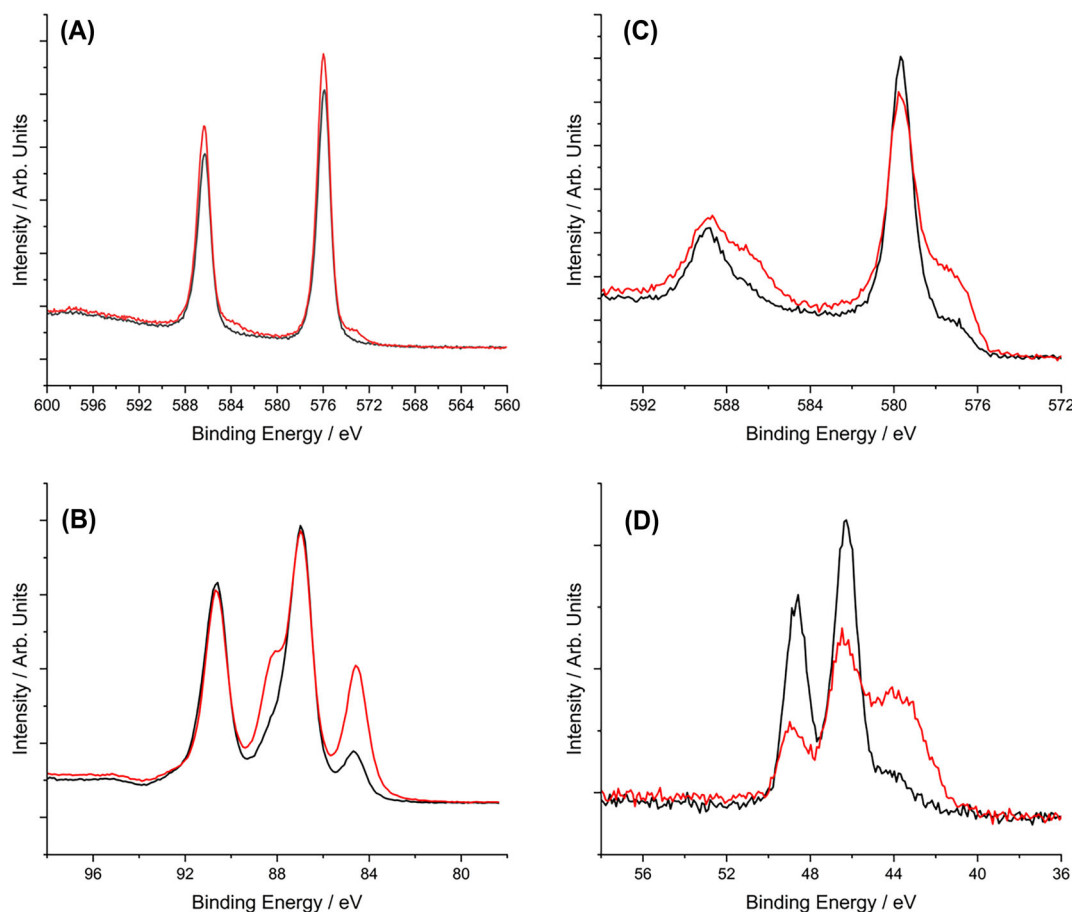 (A)
Intensity / Arb. Units
600 596 592 588 584 580 576 572 568 564 560
Binding Energy / eV
(C)
Intensity / Arb. Units
592 588 584 580 576 572
Binding Energy / eV
(B)
Intensity / Arb. Units
96 92 88 84 80
Binding Energy / eV
(D)
Intensity / Arb. Units
56 52 48 44 40 36
Binding Energy / eV